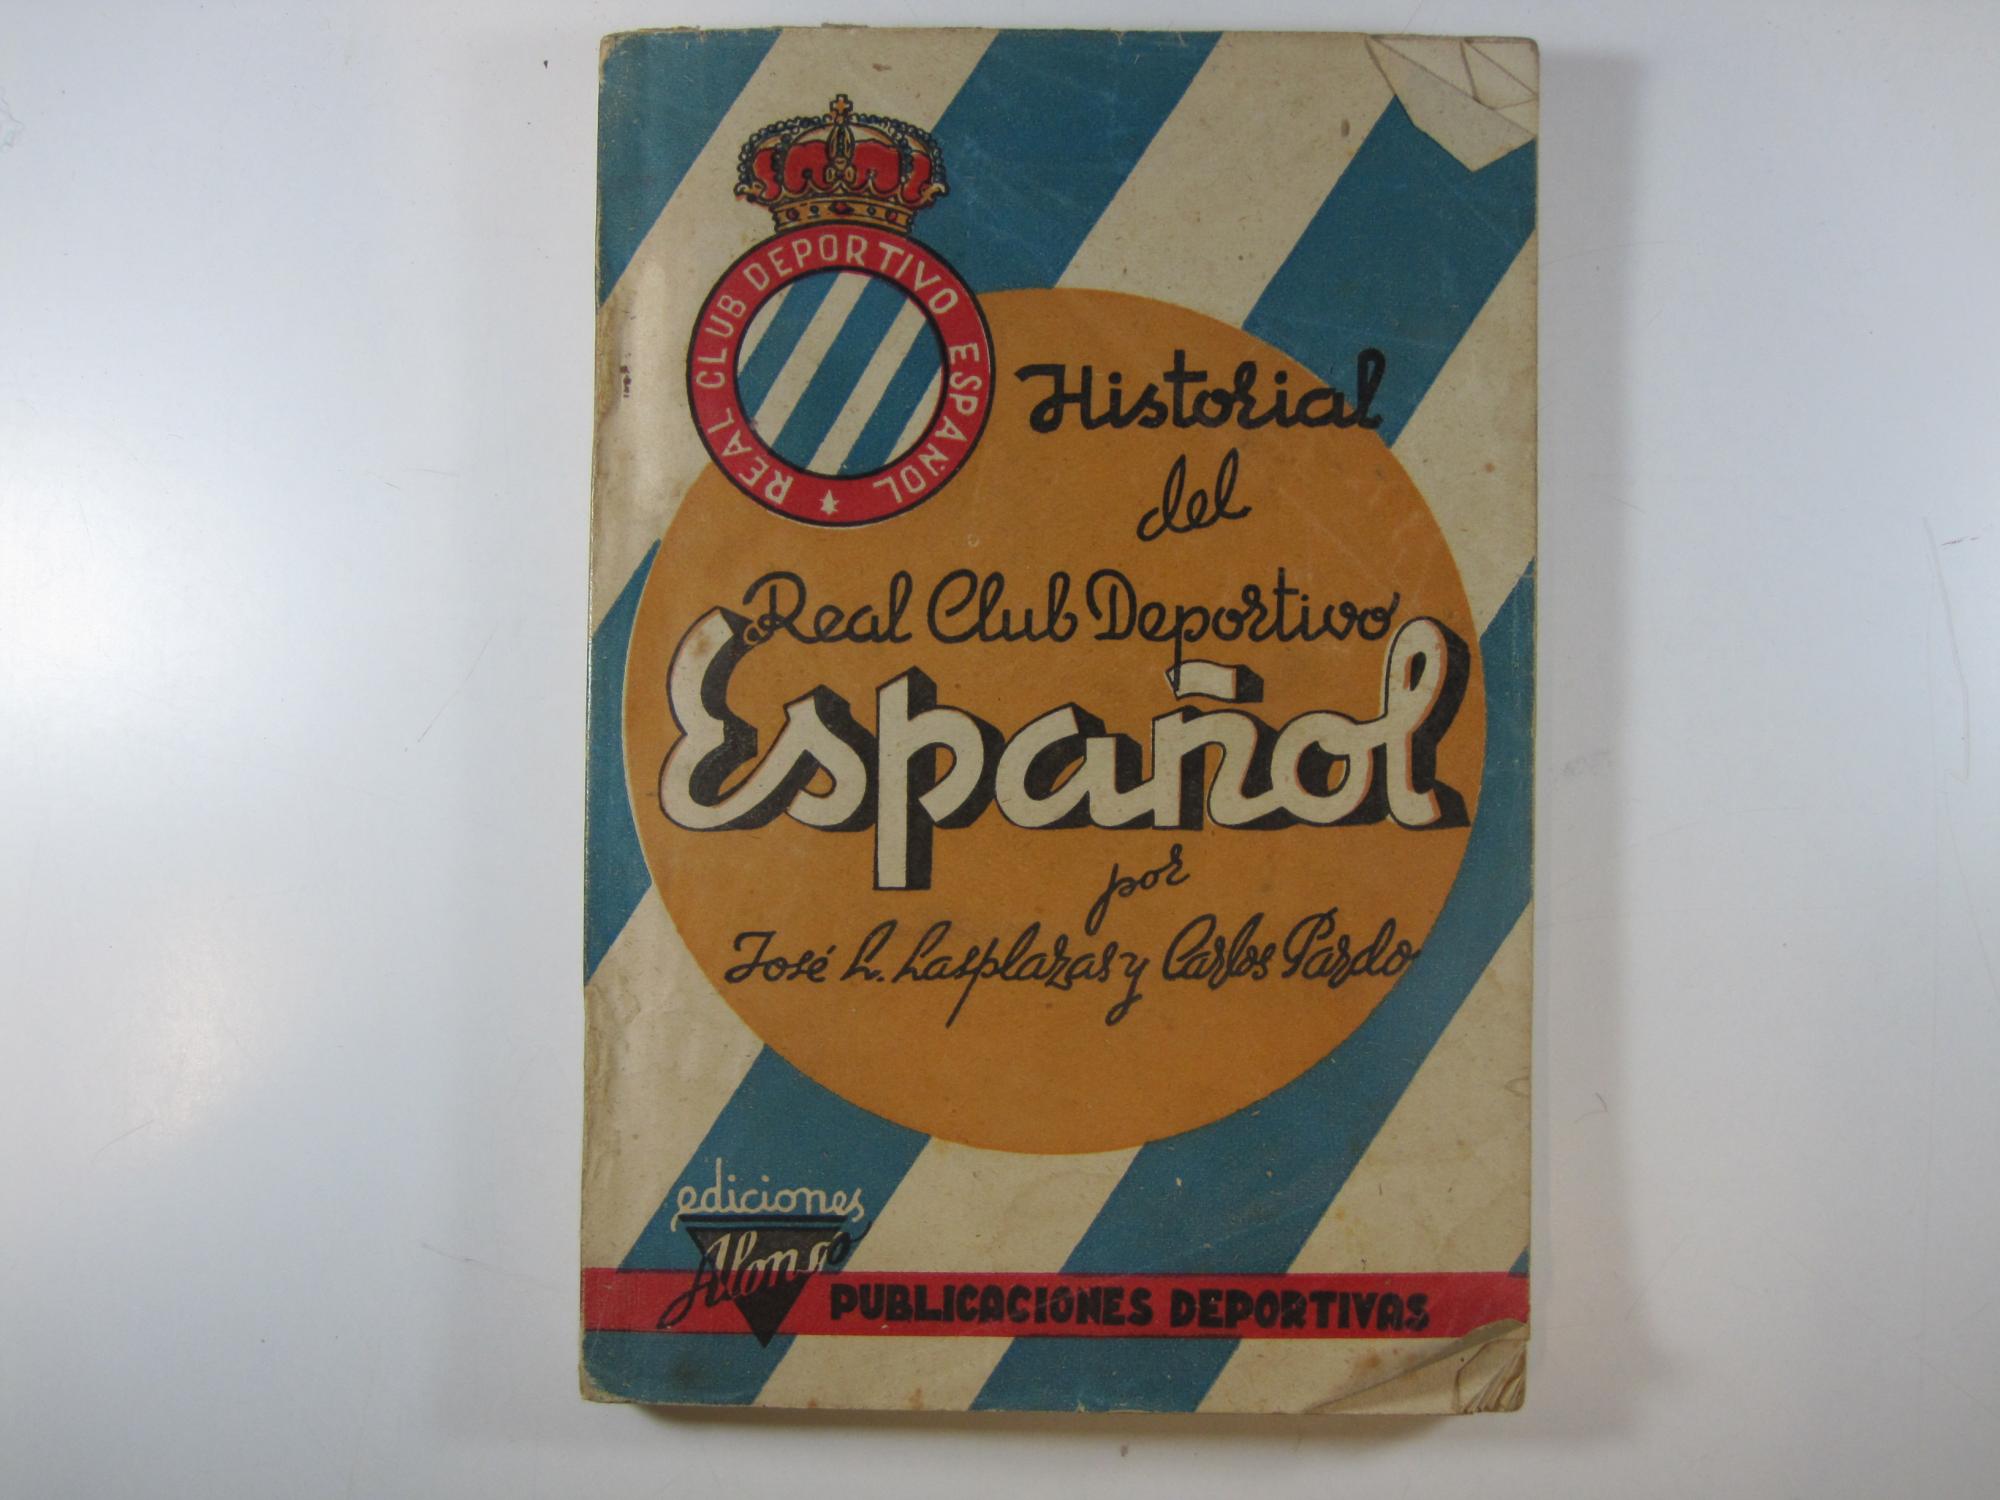 REAL CLUB DEPORTIVO ESPAÑOL
Historial
del
Real Club Deportivo
Español
por
José L. Lasplazas y Carlos Pardo
ediciones
Alonso
PUBLICACIONES DEPORTIVAS